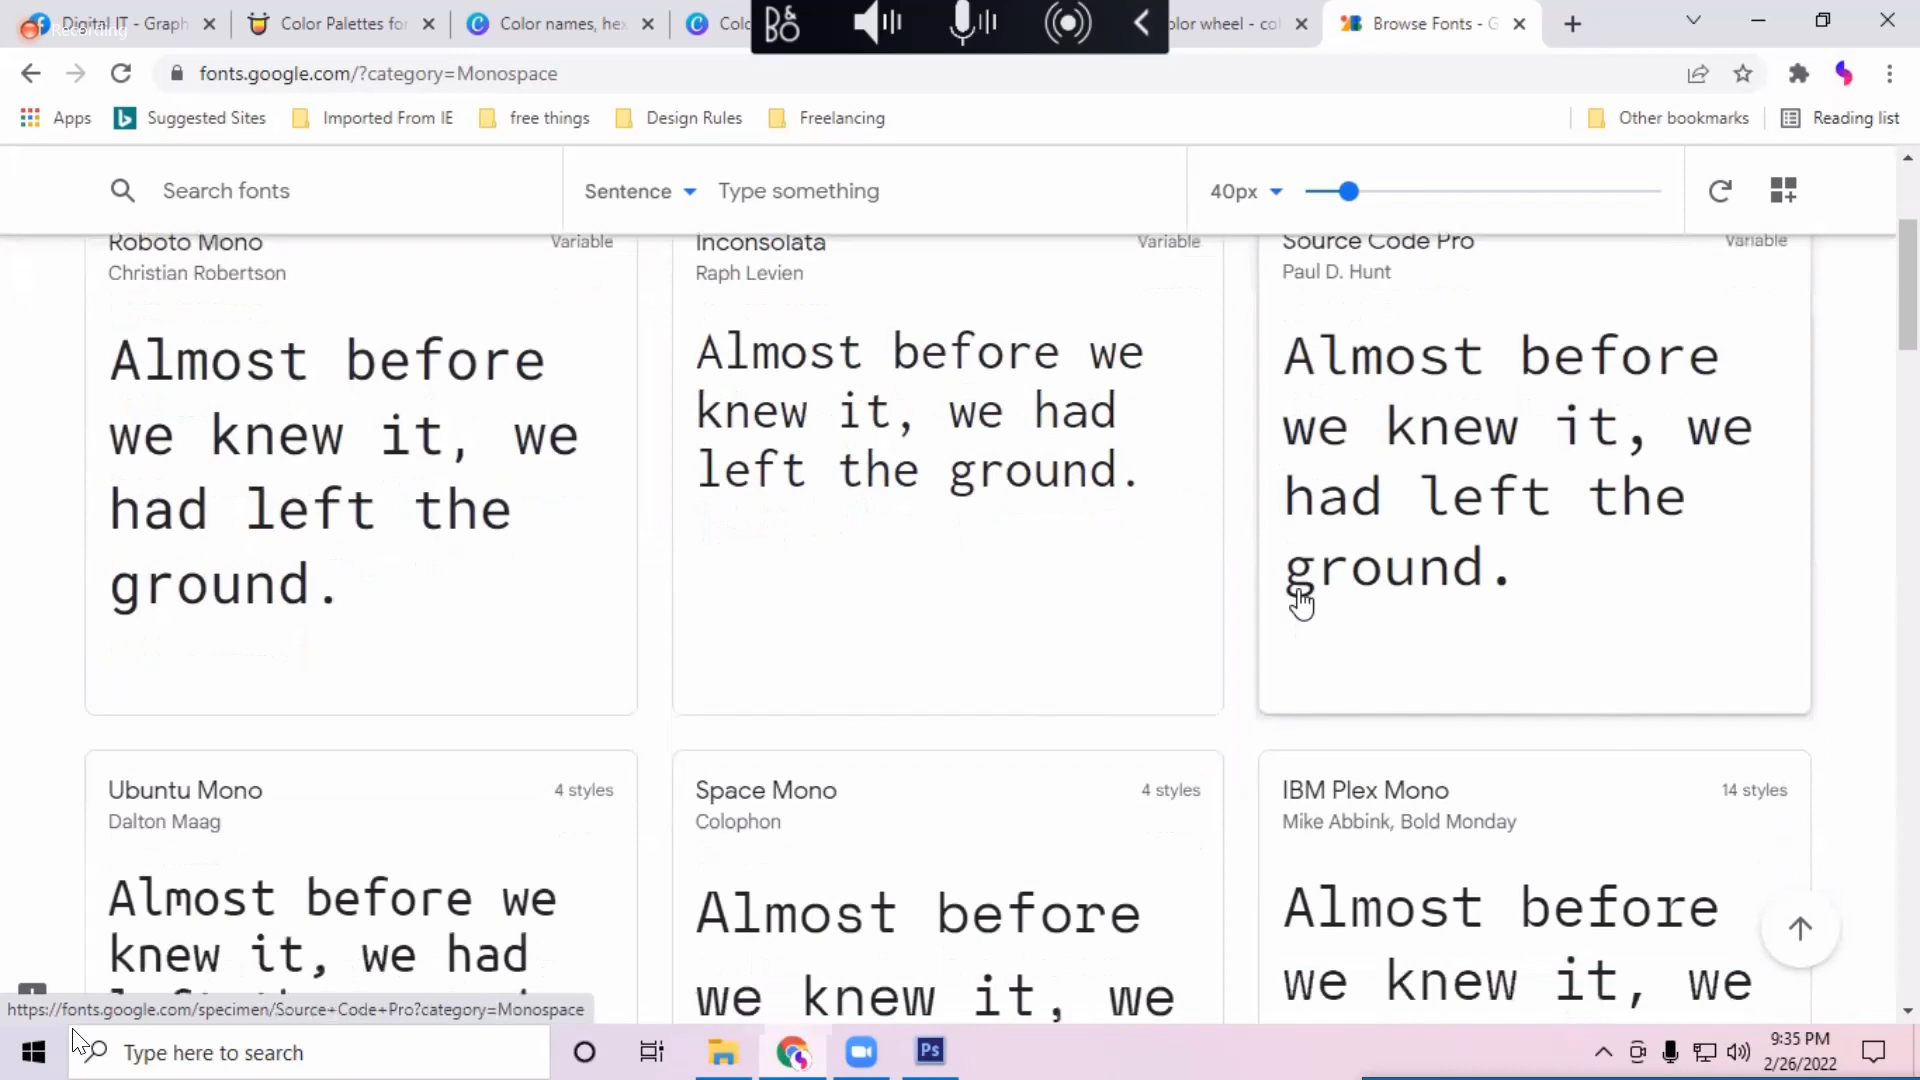 Digital IT - Graph
Recording
Color Palettes for
Color names, hex
Colo
olor wheel - col
Browse Fonts - G
fonts.google.com/?category=Monospace
Apps
Suggested Sites
Imported From IE
free things
Design Rules
Freelancing
Other bookmarks
Reading list
Search fonts
Sentence
Type something
40px
Roboto Mono
Variable
Christian Robertson
Almost before
we knew it, we
had left the
ground.
Inconsolata
Variable
Raph Levien
Almost before we
knew it, we had
left the ground.
Source Code Pro
Variable
Paul D. Hunt
Almost before
we knew it, we
had left the
ground.
Ubuntu Mono
4 styles
Dalton Maag
Almost before we
knew it, we had
Space Mono
4 styles
Colophon
Almost before
we knew it, we
IBM Plex Mono
14 styles
Mike Abbink, Bold Monday
Almost before
we knew it, we
https://fonts.google.com/specimen/Source+Code+Pro?category=Monospace
Type here to search
Ps
9:35 PM
2/26/2022